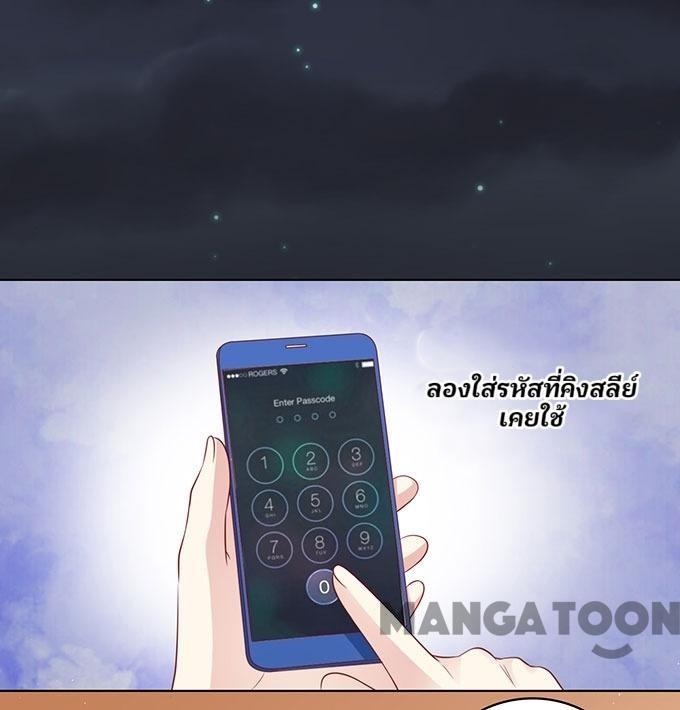 ●●●○○ ROGERS
Enter Passcode
1 2 3
ABC DEF
4 5 6
GHI JKL MNO
7 8 9
PQRS TUV WXYZ
0
ลองใส่รหัสที่คิงสลีย์
เคยใช้
MANGATOON